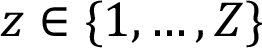 z ∈ {1, … , Z}